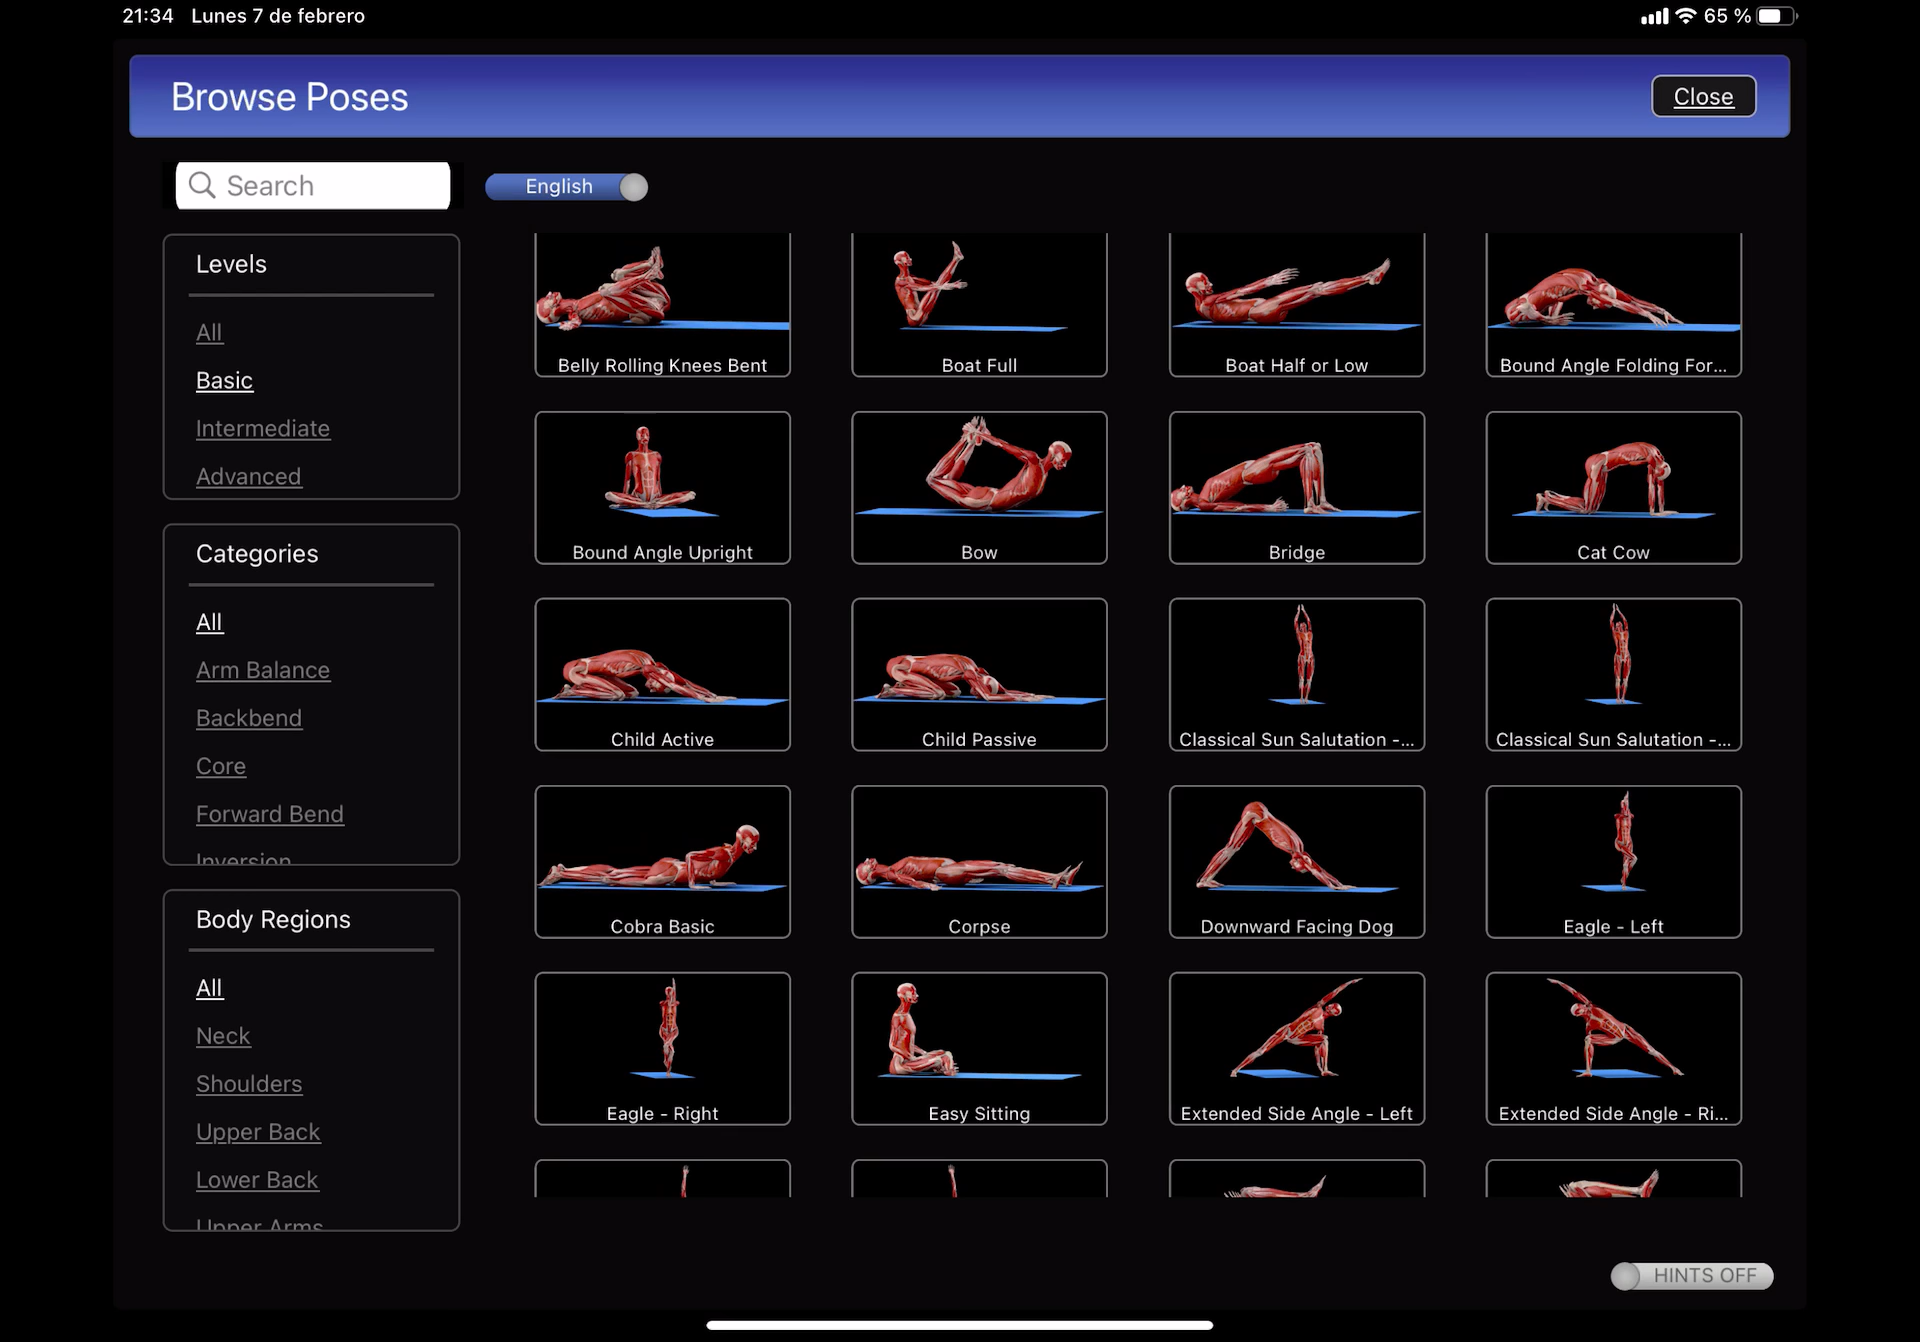 21:34 Lunes 7 de febrero
65 %
Browse Poses
Close
Search
English
Levels
All
Basic
Intermediate
Advanced
Categories
All
Arm Balance
Backbend
Core
Forward Bend
Inversion
Body Regions
All
Neck
Shoulders
Upper Back
Lower Back
Upper Arms
Belly Rolling Knees Bent
Boat Full
Boat Half or Low
Bound Angle Folding For...
Bound Angle Upright
Bow
Bridge
Cat Cow
Child Active
Child Passive
Classical Sun Salutation -...
Classical Sun Salutation -...
Cobra Basic
Corpse
Downward Facing Dog
Eagle - Left
Eagle - Right
Easy Sitting
Extended Side Angle - Left
Extended Side Angle - Ri...
HINTS OFF